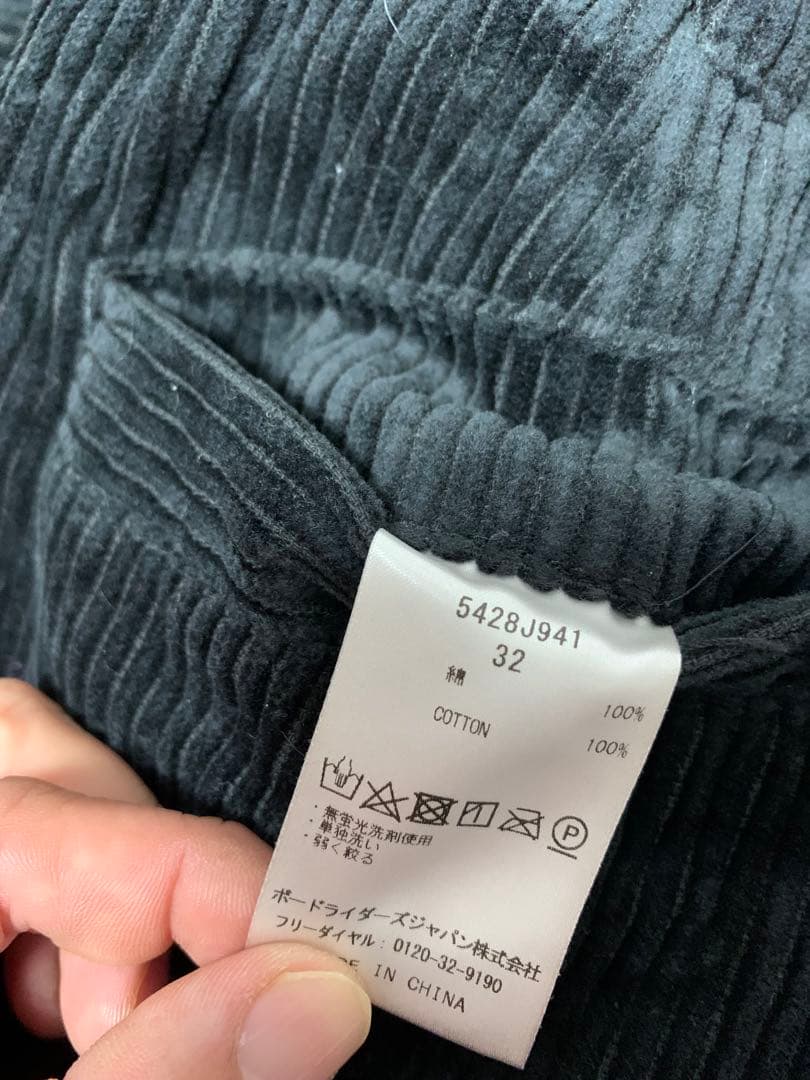 5428J941
32
綿 100%
COTTON 100%
P
・無蛍光洗剤使用
・単独洗い
・弱く絞る
ボードライダーズジャパン株式会社
フリーダイヤル：0120-32-9190
IN CHINA